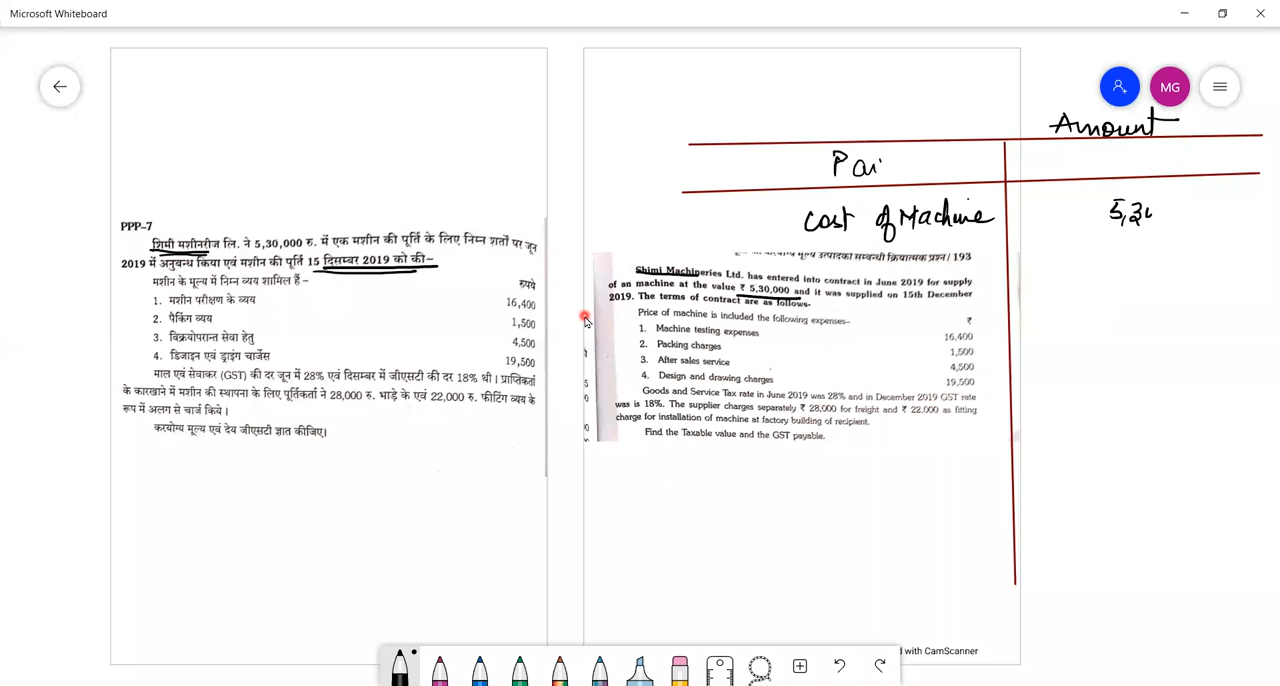 Microsoft Whiteboard
MG
Amount
Pai
Cost of Machine
5,30
PPP–7
शिमी मशीनरीज लि. ने 5,30,000 रु. में एक मशीन की पूर्ति के लिए निम्न शर्तों पर जून
2019 में अनुबन्ध किया एवं मशीन की पूर्ति 15 दिसम्बर 2019 को की–
मशीन के मूल्य में निम्न व्यय शामिल हैं– रुपये
1. मशीन परीक्षण के व्यय 16,400
2. पैकिंग व्यय 1,500
3. विक्रयोपरान्त सेवा हेतु 4,500
4. डिजाइन एवं ड्राइंग चार्जेस 19,500
माल एवं सेवाकर (GST) की दर जून में 28% एवं दिसम्बर में जीएसटी की दर 18% थी। प्राप्तिकर्ता
के कारखाने में मशीन की स्थापना के लिए पूर्तिकर्ता ने 28,000 रु. भाड़े के एवं 22,000 रु. फीटिंग व्यय के
रूप में अलग से चार्ज किये।
करयोग्य मूल्य एवं देय जीएसटी ज्ञात कीजिए।
मूल्य उत्पादकों सम्बन्धी क्रियात्मक प्रश्न / 193
Shimi Machineries Ltd. has entered into contract in June 2019 for supply
of an machine at the value ₹ 5,30,000 and it was supplied on 15th December
2019. The terms of contract are as follows-
Price of machine is included the following expenses– ₹
1. Machine testing expenses 16,400
2. Packing charges 1,500
3. After sales service 4,500
4. Design and drawing charges 19,500
Goods and Service Tax rate in June 2019 was 28% and in December 2019 GST rate
was is 18%. The supplier charges separately ₹ 28,000 for freight and ₹ 22,000 as fitting
charge for installation of machine at factory building of recipient.
Find the Taxable value and the GST payable.
d with CamScanner